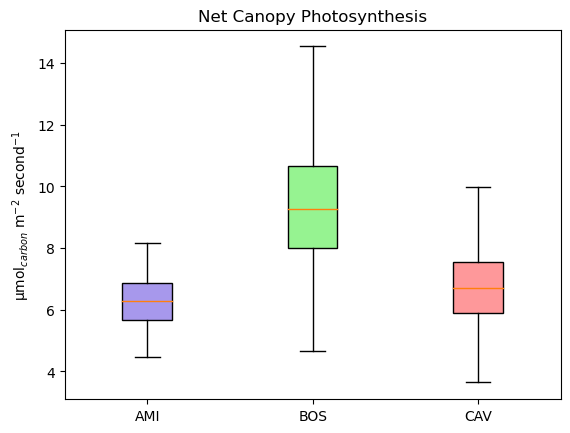 Net Canopy Photosynthesis
μmol_carbon m⁻² second⁻¹
14
12
10
8
6
4
AMI BOS CAV